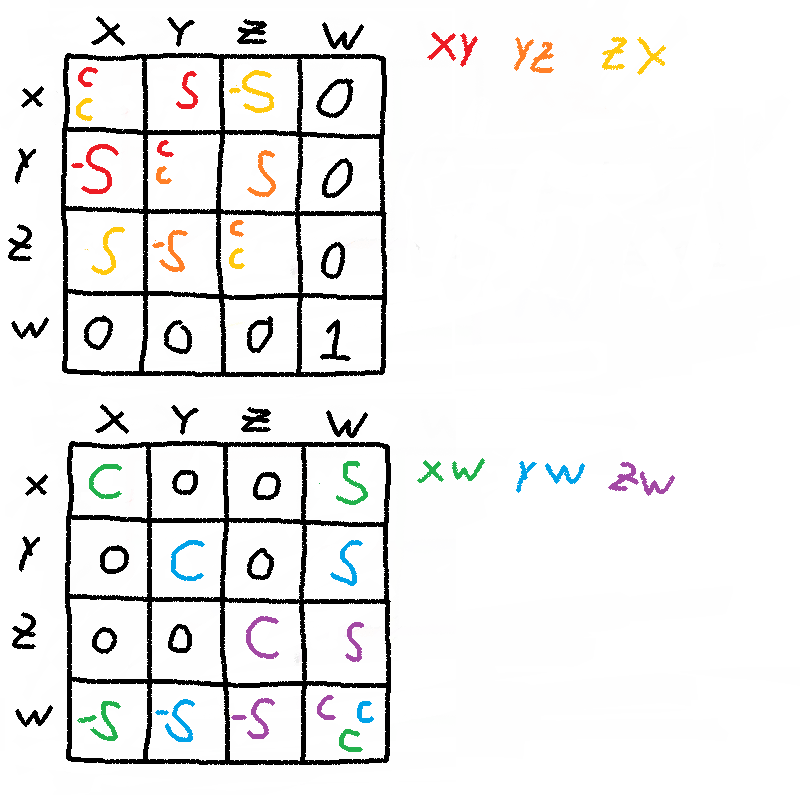 X Y Z W XY YZ ZX
X C C S -S 0
Y -S C C S 0
Z S -S C C 0
W 0 0 0 1
X Y Z W
X C 0 0 S XW YW ZW
Y 0 C 0 S
Z 0 0 C S
W -S -S -S C C C